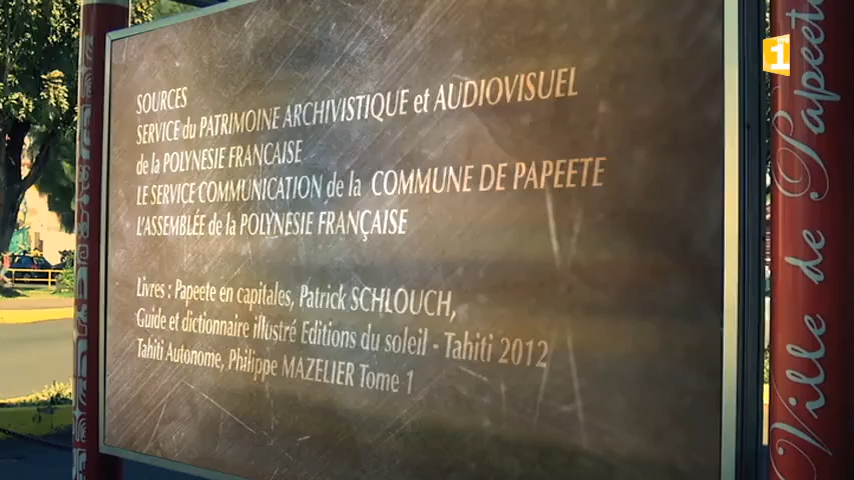 SOURCES
SERVICE du PATRIMOINE ARCHIVISTIQUE et AUDIOVISUEL
de la POLYNESIE FRANCAISE
LE SERVICE COMMUNICATION de la COMMUNE DE PAPEETE
L'ASSEMBLÉE de la POLYNESIE FRANÇAISE
Livres : Papeete en capitales, Patrick SCHLOUCH,
Guide et dictionnaire illustré Editions du soleil - Tahiti 2012
Tahiti Autonome, Philippe MAZELIER Tome 1
Ville de Papeete
1